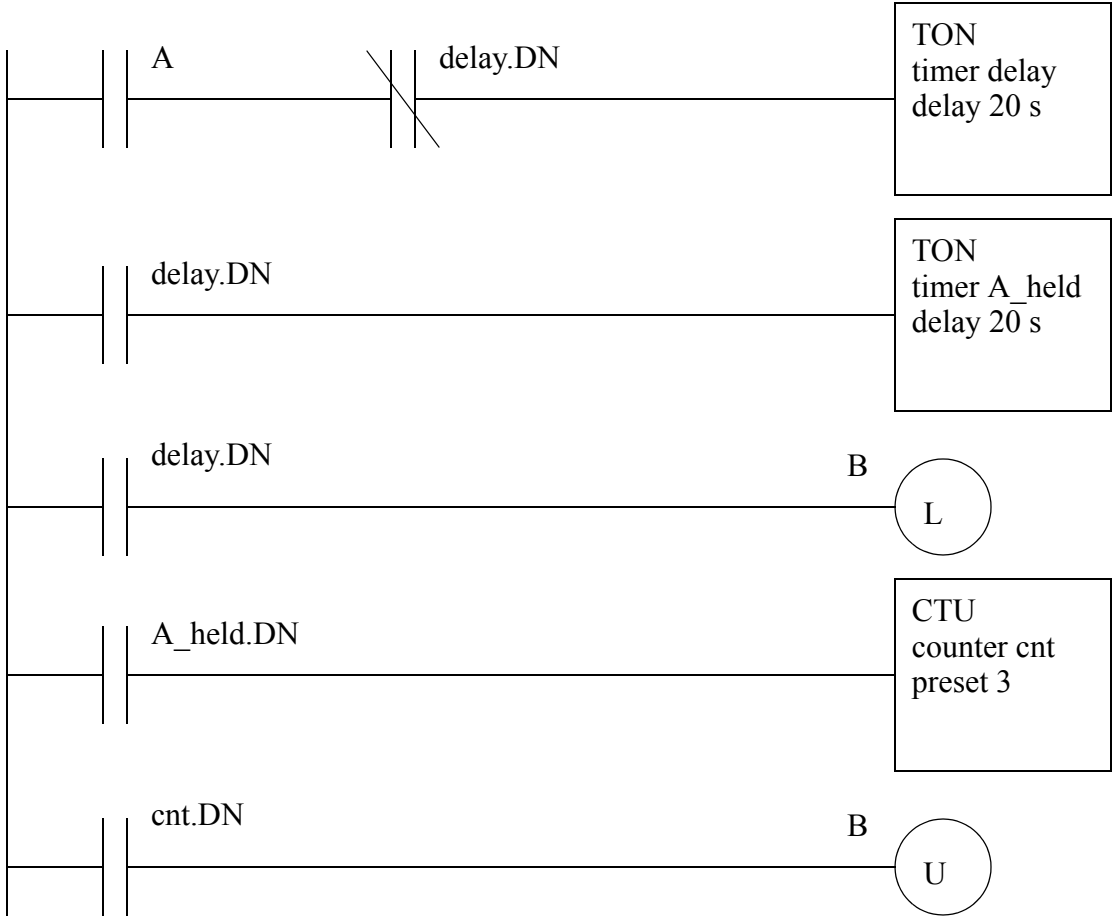 A
delay.DN
TON
timer delay
delay 20 s
delay.DN
TON
timer A_held
delay 20 s
delay.DN
B
L
A_held.DN
CTU
counter cnt
preset 3
cnt.DN
B
U